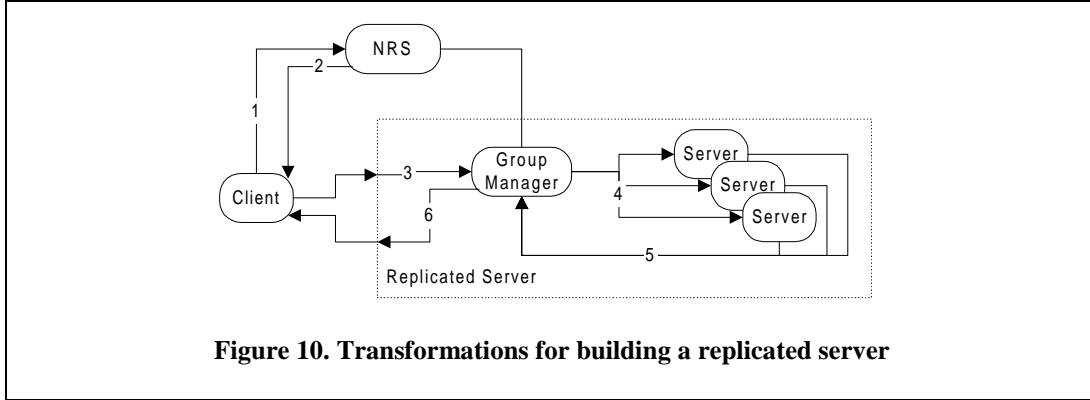 NRS
2
1
Group
Manager
3
Client
6
Server
Server
Server
4
5
Replicated Server
Figure 10. Transformations for building a replicated server